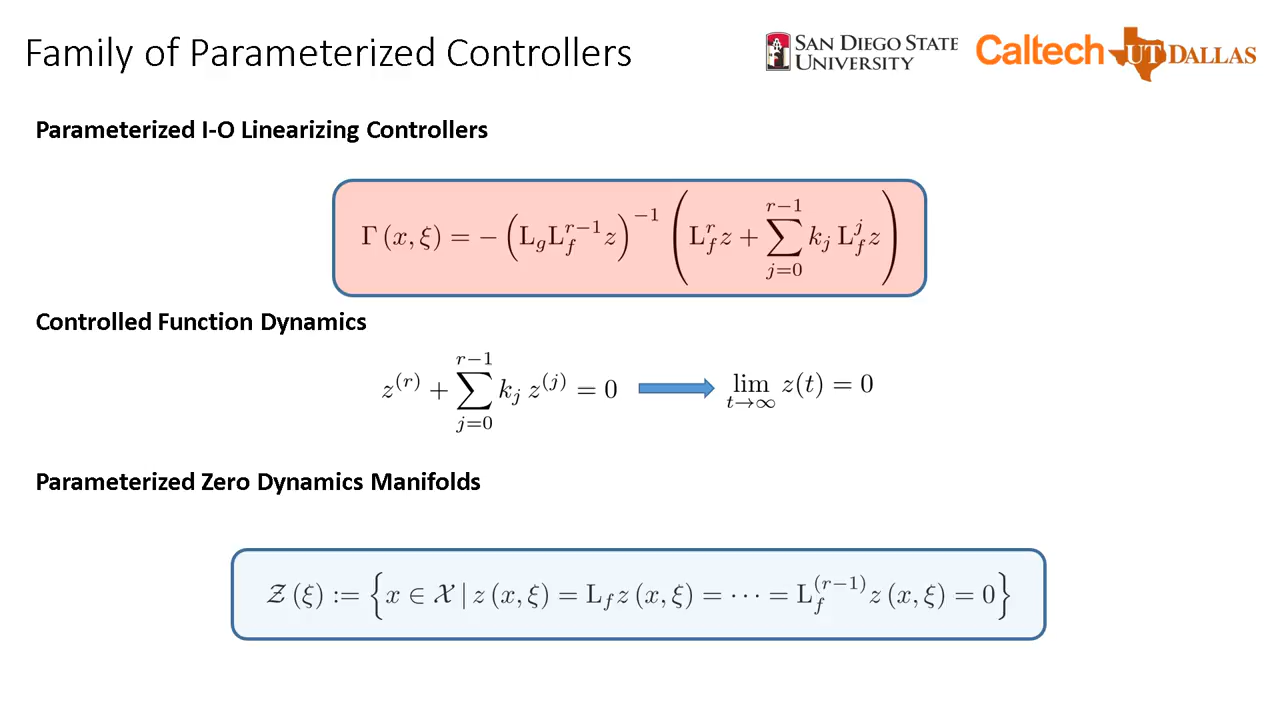 Family of Parameterized Controllers
SAN DIEGO STATE
UNIVERSITY
Caltech
UT DALLAS
Parameterized I-O Linearizing Controllers
Γ (x, ξ) = − (L_g L_f^{r−1} z)^{−1} (L_f^r z + ∑_{j=0}^{r−1} k_j L_f^j z)
Controlled Function Dynamics
z^{(r)} + ∑_{j=0}^{r−1} k_j z^{(j)} = 0 lim_{t→∞} z(t) = 0
Parameterized Zero Dynamics Manifolds
𝒵 (ξ) := {x ∈ 𝒳 | z (x, ξ) = L_f z (x, ξ) = ⋯ = L_f^{(r−1)} z (x, ξ) = 0}